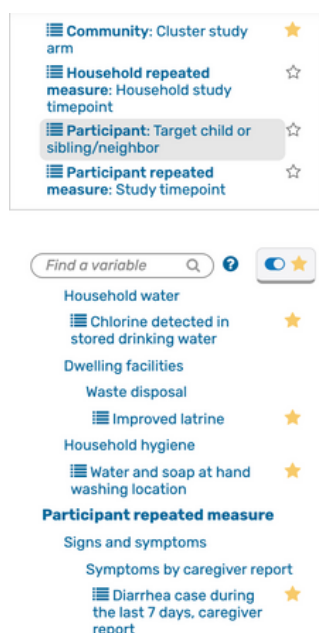 Community: Cluster study
arm
Household repeated
measure: Household study
timepoint
Participant: Target child or
sibling/neighbor
Participant repeated
measure: Study timepoint
Find a variable
Household water
Chlorine detected in
stored drinking water
Dwelling facilities
Waste disposal
Improved latrine
Household hygiene
Water and soap at hand
washing location
Participant repeated measure
Signs and symptoms
Symptoms by caregiver report
Diarrhea case during
the last 7 days, caregiver
report